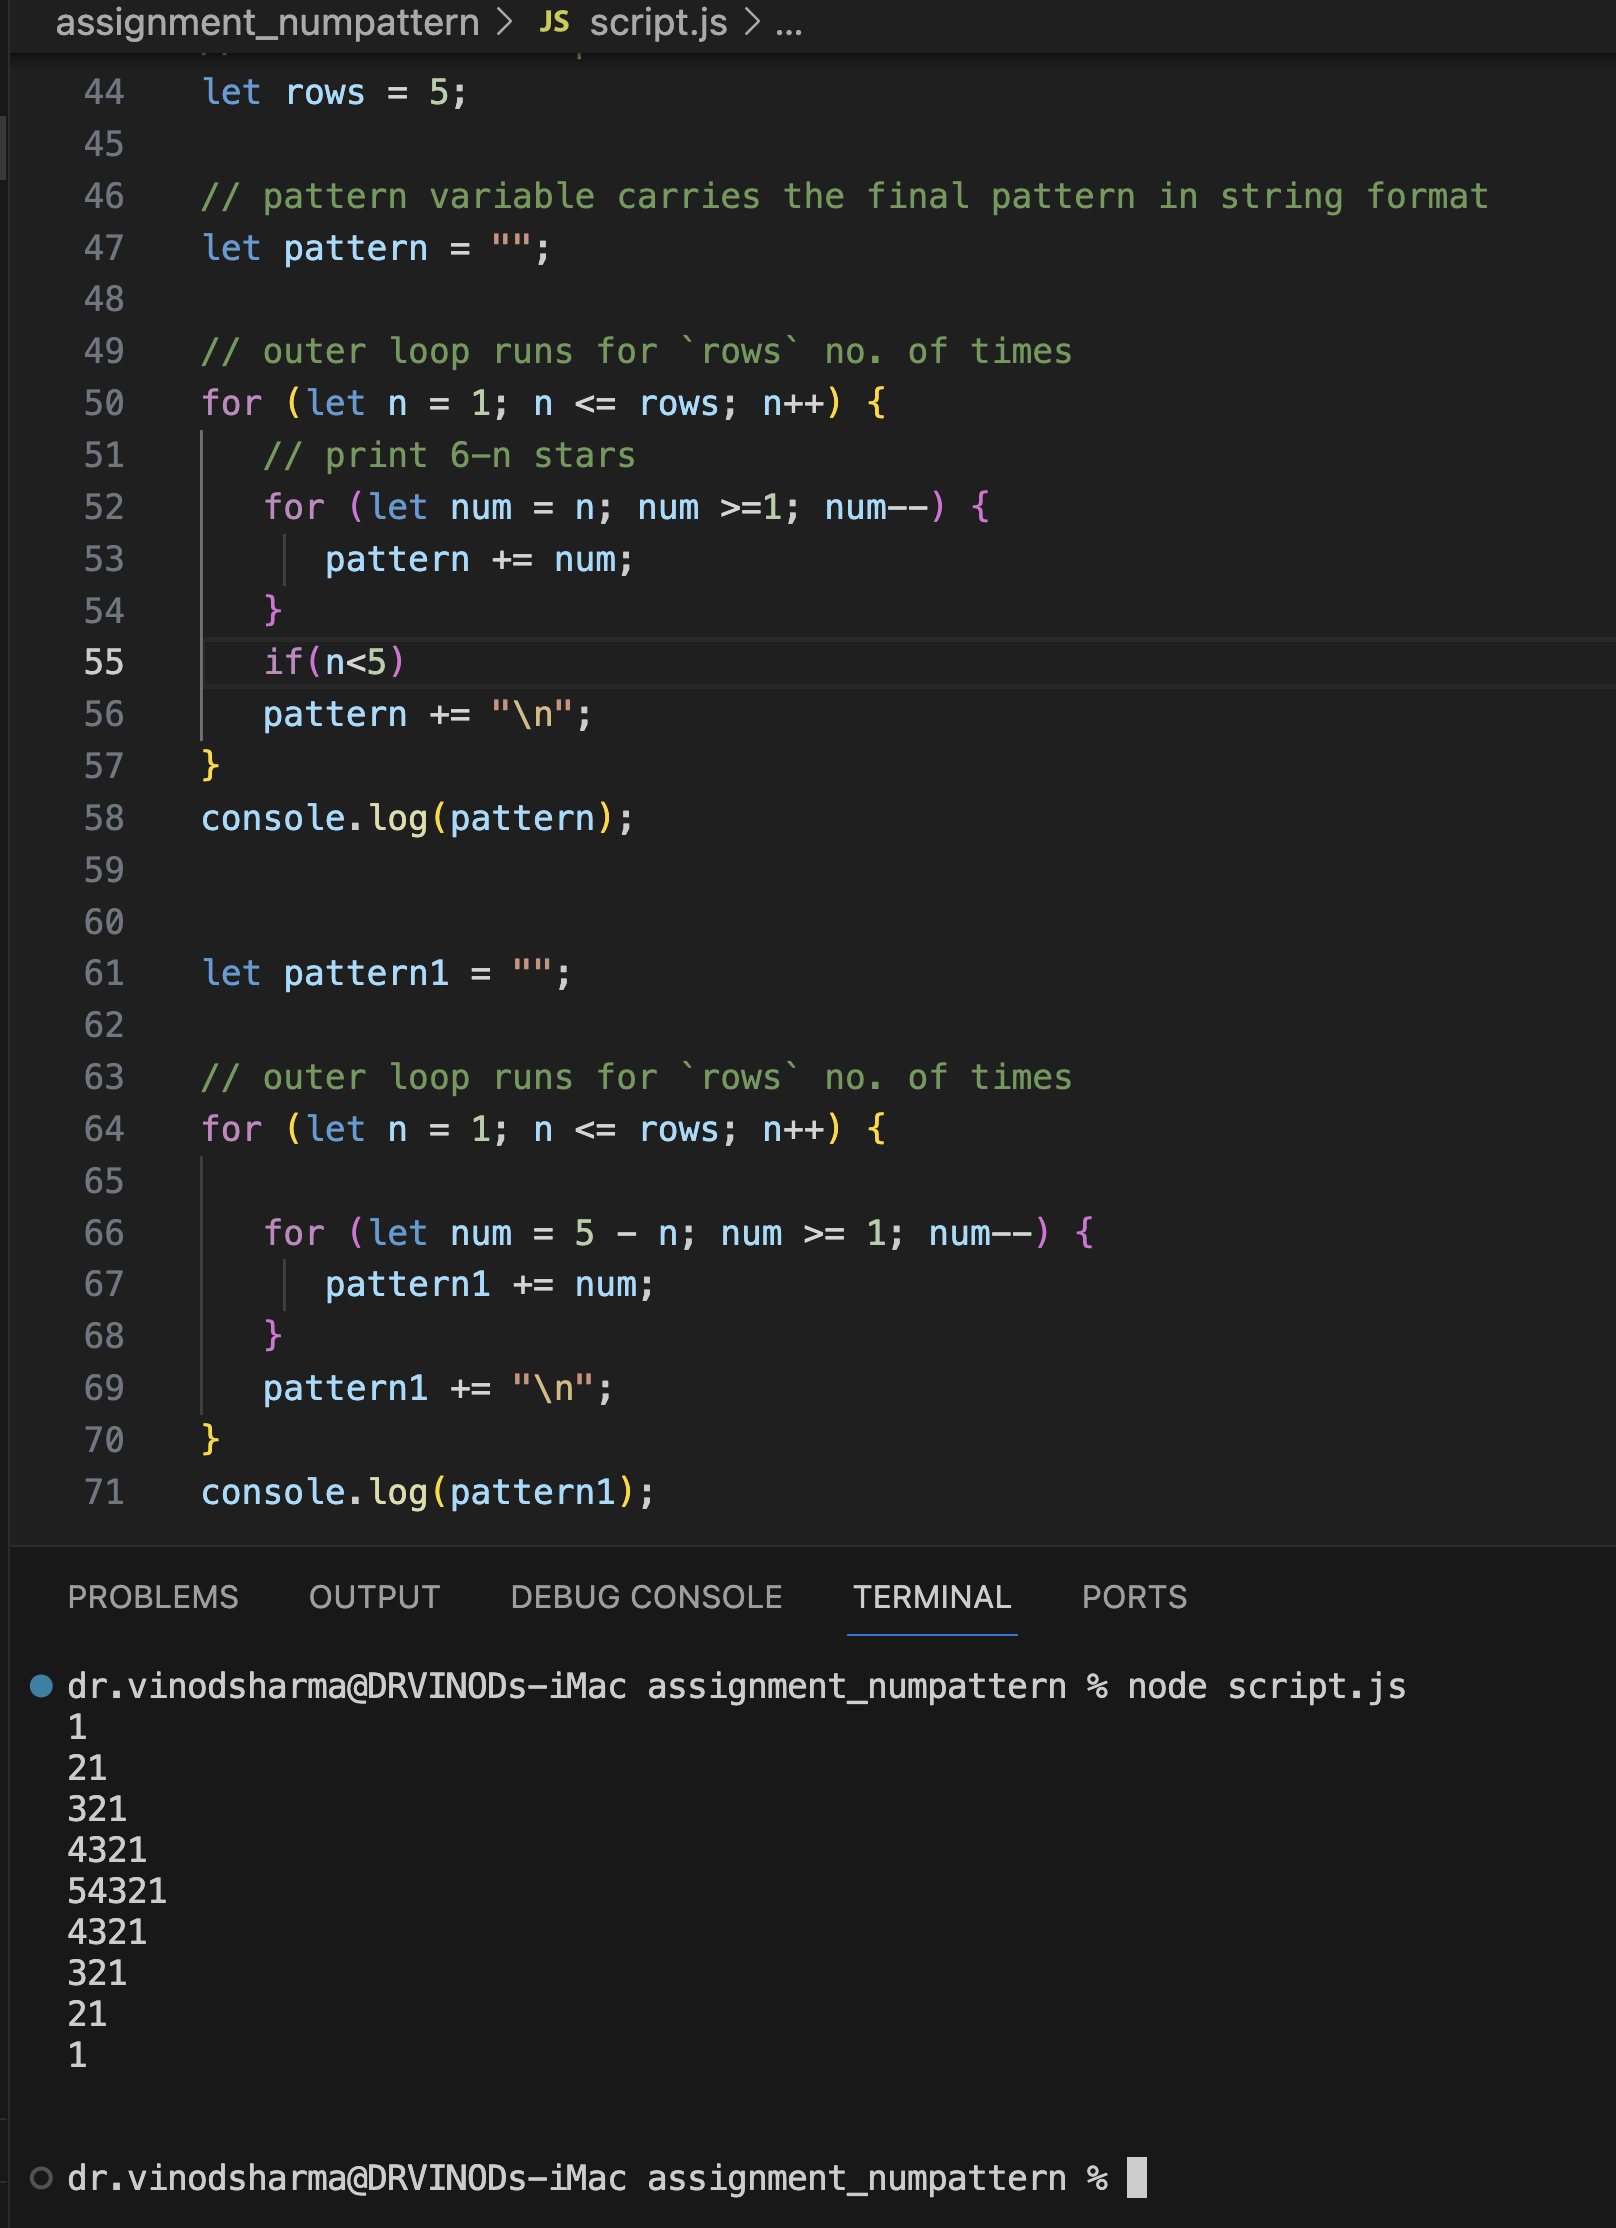 assignment_numpattern > JS script.js > ...
44 let rows = 5;
45
46 // pattern variable carries the final pattern in string format
47 let pattern = "";
48
49 // outer loop runs for `rows` no. of times
50 for (let n = 1; n <= rows; n++) {
51 // print 6-n stars
52 for (let num = n; num >=1; num--) {
53 pattern += num;
54 }
55 if(n<5)
56 pattern += "\n";
57 }
58 console.log(pattern);
59
60
61 let pattern1 = "";
62
63 // outer loop runs for `rows` no. of times
64 for (let n = 1; n <= rows; n++) {
65
66 for (let num = 5 - n; num >= 1; num--) {
67 pattern1 += num;
68 }
69 pattern1 += "\n";
70 }
71 console.log(pattern1);
PROBLEMS OUTPUT DEBUG CONSOLE TERMINAL PORTS
dr.vinodsharma@DRVINODs-iMac assignment_numpattern % node script.js
1
21
321
4321
54321
4321
321
21
1
dr.vinodsharma@DRVINODs-iMac assignment_numpattern %